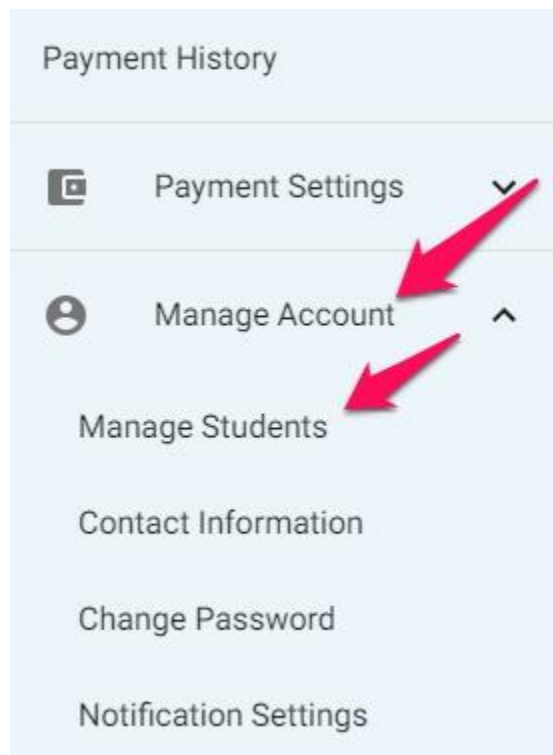 Payment History
Payment Settings
Manage Account
Manage Students
Contact Information
Change Password
Notification Settings